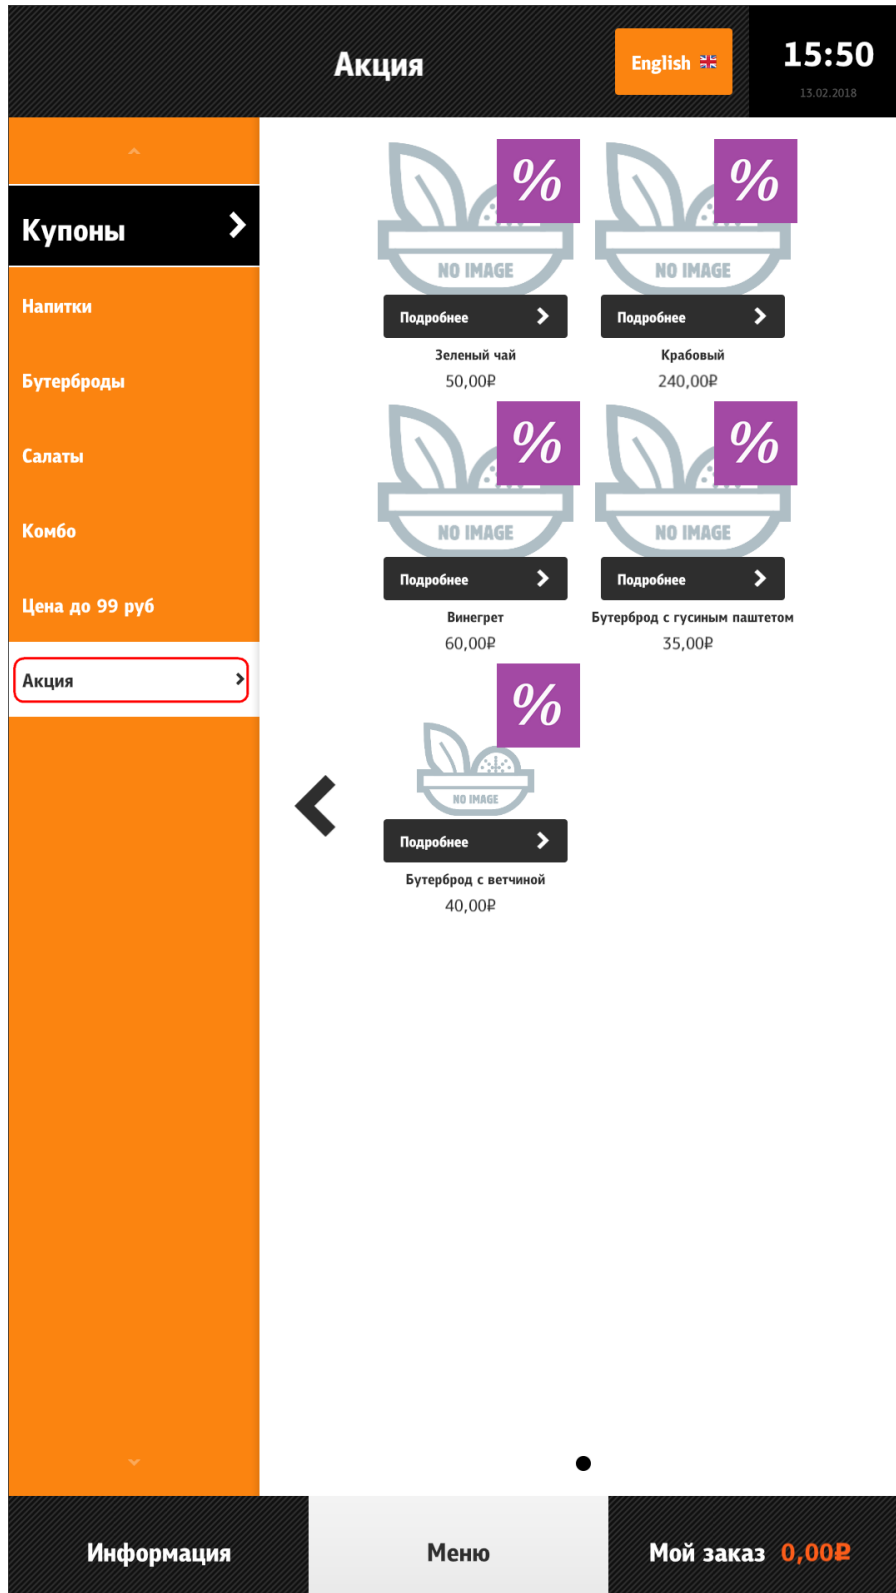 Акция
English
15:50
13.02.2018
Купоны
Напитки
Бутерброды
Салаты
Комбо
Цена до 99 руб
Акция
%
%
NO IMAGE
NO IMAGE
Подробнее
Подробнее
Зеленый чай
Крабовый
50,00₽
240,00₽
%
%
NO IMAGE
NO IMAGE
Подробнее
Подробнее
Винегрет
Бутерброд с гусиным паштетом
60,00₽
35,00₽
%
NO IMAGE
Подробнее
Бутерброд с ветчиной
40,00₽
Информация
Меню
Мой заказ 0,00₽